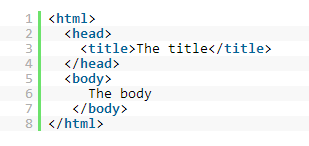 1 <html>
2   <head>
3     <title>The title</title>
4   </head>
5   <body>
6      The body
7    </body>
8 </html>